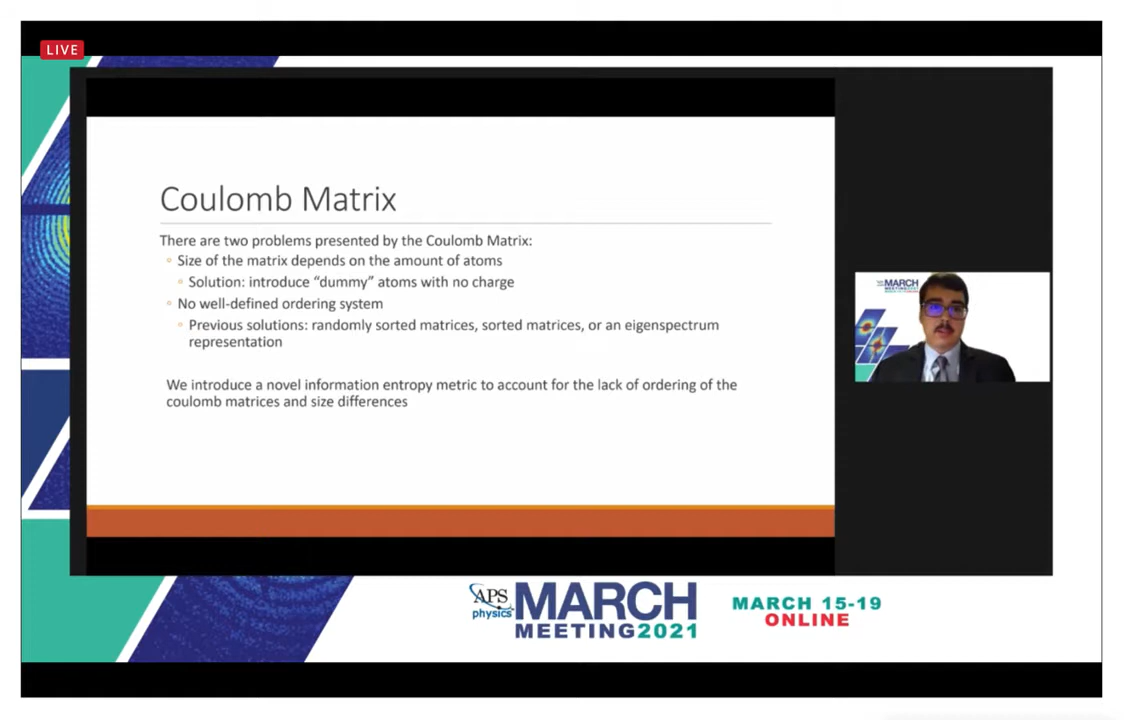 LIVE
Coulomb Matrix
There are two problems presented by the Coulomb Matrix:
Size of the matrix depends on the amount of atoms
Solution: introduce “dummy” atoms with no charge
No well-defined ordering system
Previous solutions: randomly sorted matrices, sorted matrices, or an eigenspectrum
representation
We introduce a novel information entropy metric to account for the lack of ordering of the
coulomb matrices and size differences
MARCH
MEETING2021
APS
physics
MARCH
MEETING2021
MARCH 15-19
ONLINE